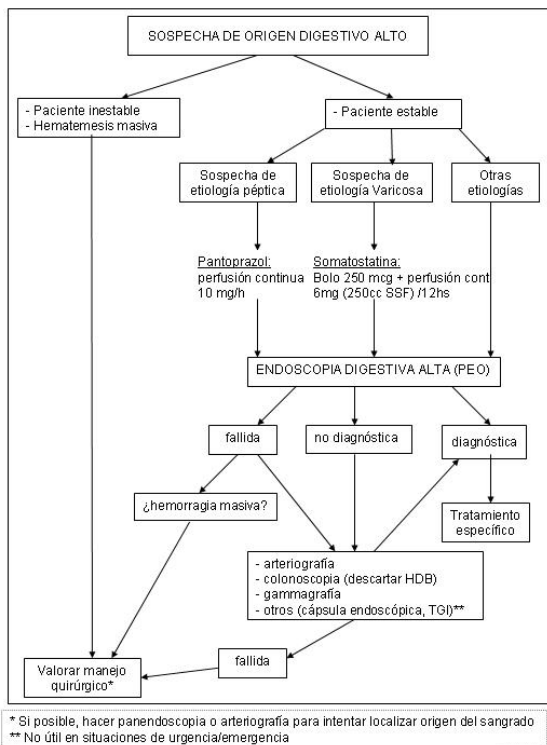 SOSPECHA DE ORIGEN DIGESTIVO ALTO
- Paciente inestable
- Hematemesis masiva
- Paciente estable
Sospecha de
etiología péptica
Sospecha de
etiología Varicosa
Otras
etiologías
Pantoprazol:
perfusión continua
10 mg/h
Somatostatina:
Bolo 250 mcg + perfusión cont
6mg (250cc SSF) /12hs
ENDOSCOPIA DIGESTIVA ALTA (PEO)
fallida
no diagnóstica
diagnóstica
¿hemorragia masiva?
Tratamiento
específico
- arteriografía
- colonoscopia (descartar HDB)
- gammagrafía
- otros (cápsula endoscópica, TGI)**
fallida
Valorar manejo
quirúrgico*
* Si posible, hacer panendoscopia o arteriografía para intentar localizar origen del sangrado
** No útil en situaciones de urgencia/emergencia